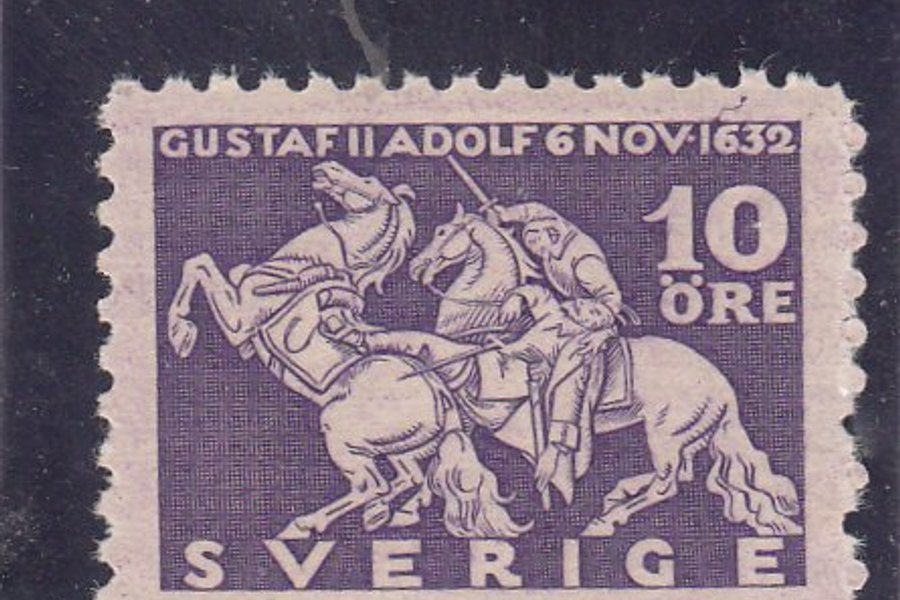 GUSTAF II ADOLF 6 NOV·1632
10
ÖRE
SVERIGE